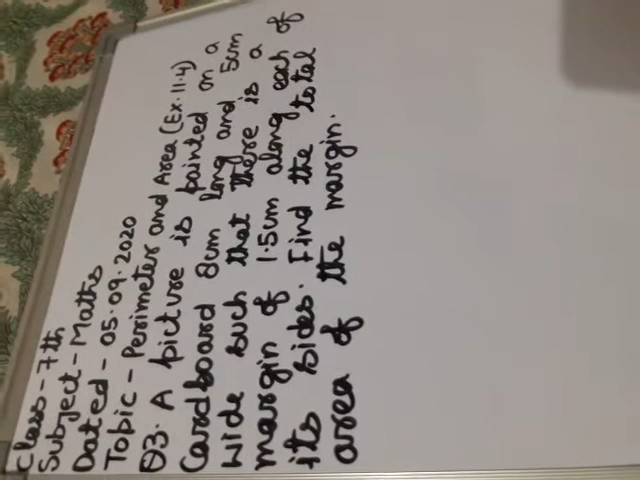 Class - 7th
Subject - Maths
Dated - 05.09.2020
Topic - Perimeter and Area (Ex. 11.4)
Q3. A picture is painted on a
Cardboard 8cm long and 5cm
wide such that there is a
margin of 1.5cm along each of
its sides. Find the total
area of the margin.